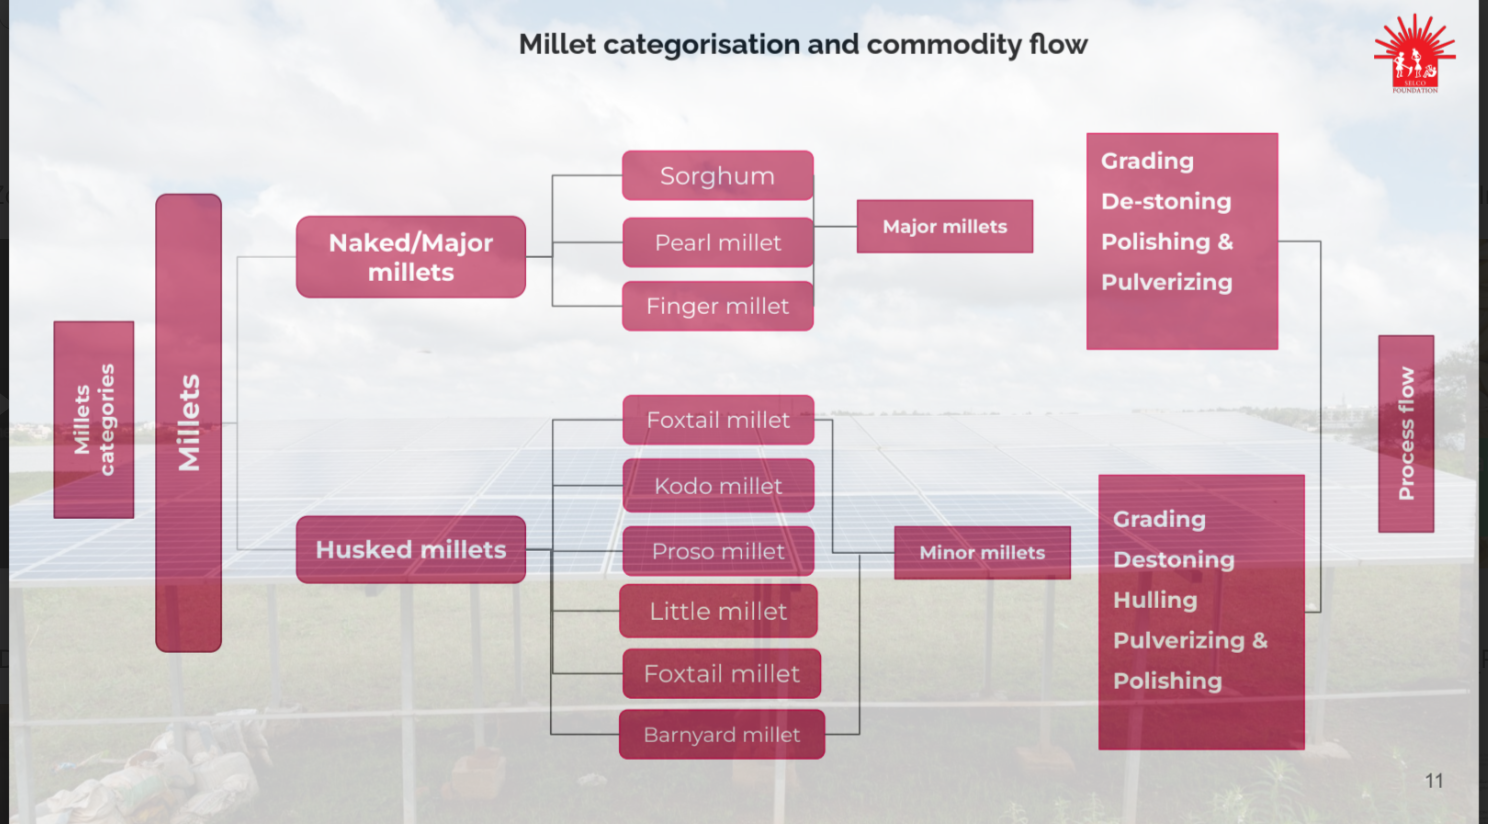 Millet categorisation and commodity flow
SELCO
FOUNDATION
Millets
categories
Millets
Naked/Major
millets
Sorghum
Pearl millet
Finger millet
Major millets
Grading
De-stoning
Polishing &
Pulverizing
Husked millets
Foxtail millet
Kodo millet
Proso millet
Little millet
Foxtail millet
Barnyard millet
Minor millets
Grading
Destoning
Hulling
Pulverizing &
Polishing
Process flow
11